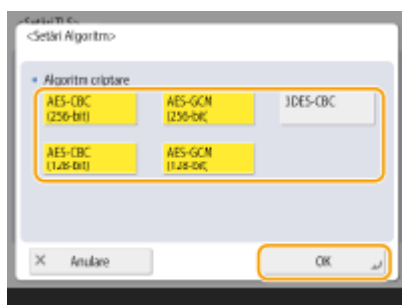 <Setări TLS>
<Setări Algoritm>
Algoritm criptare
AES-CBC
(256-bit)
AES-GCM
(256-bit)
3DES-CBC
AES-CBC
(128-bit)
AES-GCM
(128-bit)
Anulare
OK